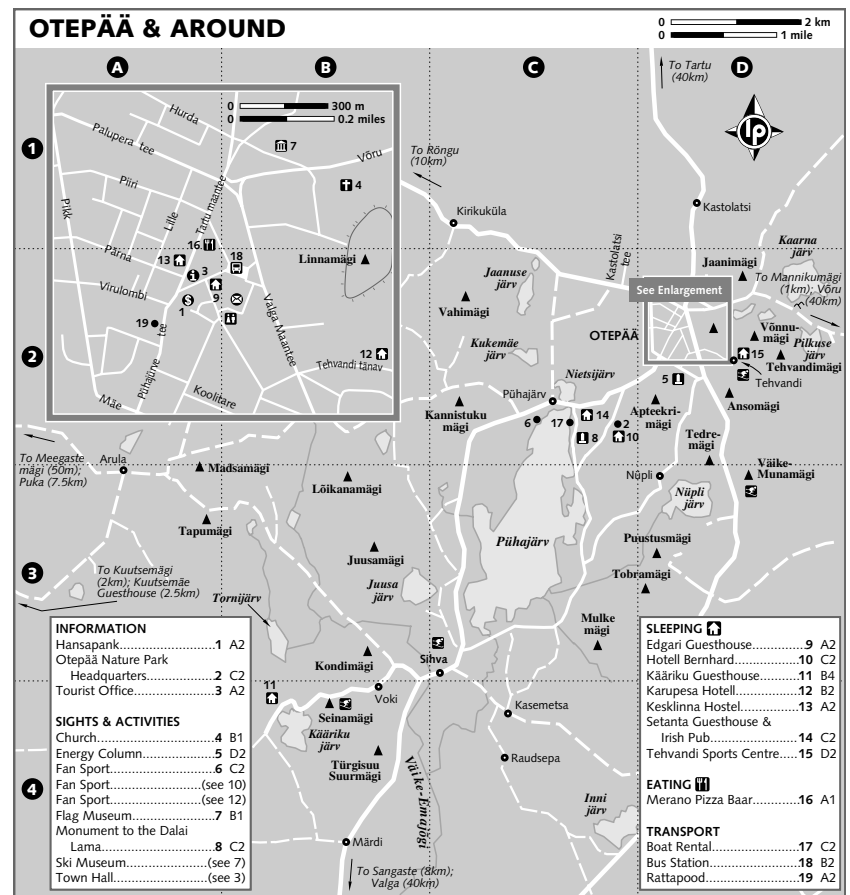 OTEPÄÄ & AROUND
0 2 km
0 1 mile
A
B
C
D
1
2
3
4
lp
To Tartu
(40km)
0 300 m
0 0.2 miles
Hurda
Palupera tee
7
Võru
4
Piiri
Pikk
Lille
Tartu maantee
16
18
Pärna
13
3
Linnamägi
Virulombi
9
1
19
Pühajärve tee
Valga Maantee
12
Tehvandi tänav
Koolitare
Mäe
To Rõngu
(10km)
Kirikuküla
Kastolatsi
Kastolatsi
tee
Kaarna
järv
Jaanimägi
Jaanuse
järv
See Enlargement
To Mannikumägi
(1km); Võru
(40km)
Vahimägi
OTEPÄÄ
Võnnu-
mägi
Pilkuse
järv
Kukemäe
järv
15
Tehvandimägi
Nietsijärv
5
Tehvandi
Pühajärv
Kannistuku
mägi
14
6
17
2
8
10
Apteekri-
mägi
Ansomägi
Tedre-
mägi
To Meegaste
mägi (50m);
Puka (7.5km)
Arula
Madsamägi
Lõikanamägi
Nüpli
Väike-
Munamägi
Nüpli
järv
Tapumägi
Pühajärv
Juusamägi
Puustusmägi
To Kuutsemägi
(2km); Kuutsemäe
Guesthouse (2.5km)
Tornijärv
Juusa
järv
Tobramägi
Mulke
mägi
Kondimägi
Sihva
11
Voki
Seinamägi
Kääriku
järv
Kasemetsa
Türgisuu
Suurmägi
Raudsepa
Väike-Emajõgi
Inni
järv
Märdi
To Sangaste (8km);
Valga (40km)
INFORMATION
Hansapank....................1 A2
Otepää Nature Park
Headquarters................2 C2
Tourist Office.................3 A2
SIGHTS & ACTIVITIES
Church..........................4 B1
Energy Column...............5 D2
Fan Sport......................6 C2
Fan Sport......................(see 10)
Fan Sport......................(see 12)
Flag Museum.................7 B1
Monument to the Dalai
Lama..........................8 C2
Ski Museum...................(see 7)
Town Hall......................(see 3)
SLEEPING
Edgari Guesthouse.............9 A2
Hotell Bernhard.................10 C2
Kääriku Guesthouse...........11 B4
Karupesa Hotell.................12 B2
Kesklinna Hostel................13 A2
Setanta Guesthouse &
Irish Pub........................14 C2
Tehvandi Sports Centre......15 D2
EATING
Merano Pizza Baar.............16 A1
TRANSPORT
Boat Rental.......................17 C2
Bus Station........................18 B2
Rattapood.........................19 A2